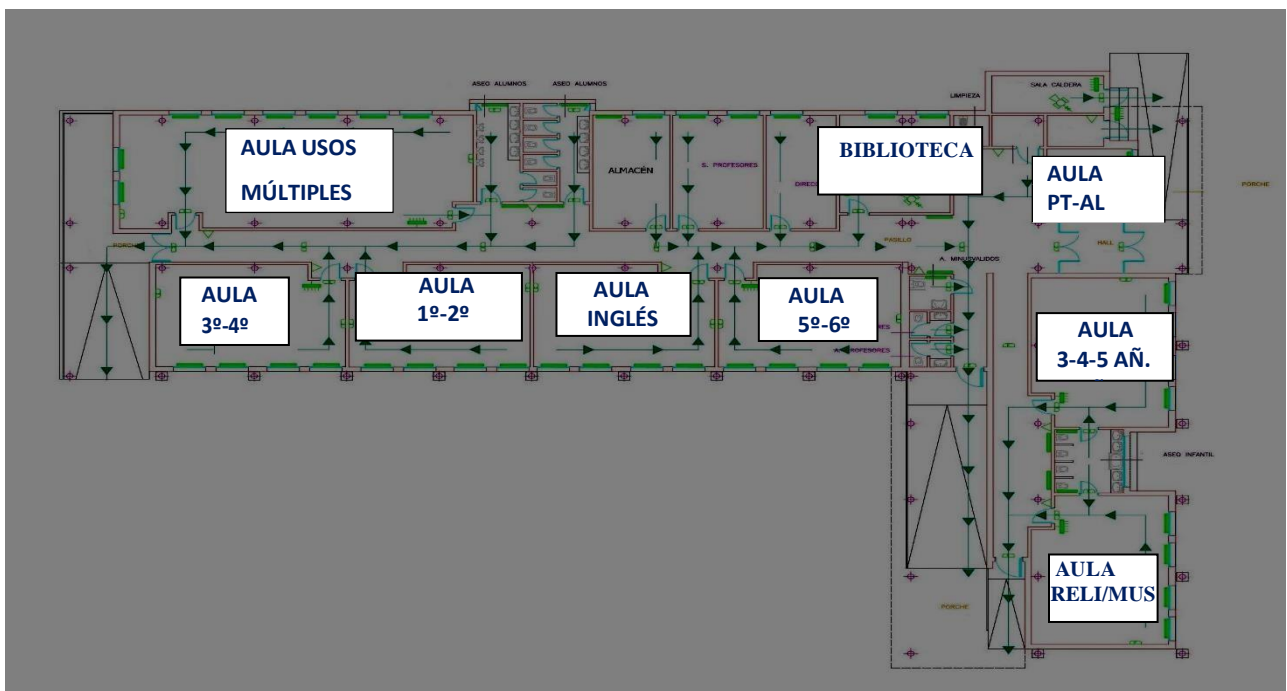 ASEO ALUMNOS
ASEO ALUMNOS
SALA CALDERA
LIMPIEZA
AULA USOS
MÚLTIPLES
ALMACÉN
S. PROFESORES
BIBLIOTECA
AULA
PT-AL
PORCHE
PORCHE
PASILLO
HALL
A. MINUSVALIDOS
AULA
3º-4º
AULA
1º-2º
AULA
INGLÉS
AULA
5º-6º
AULA
3-4-5 AÑ.
ASEO INFANTIL
AULA
RELI/MUS
PORCHE